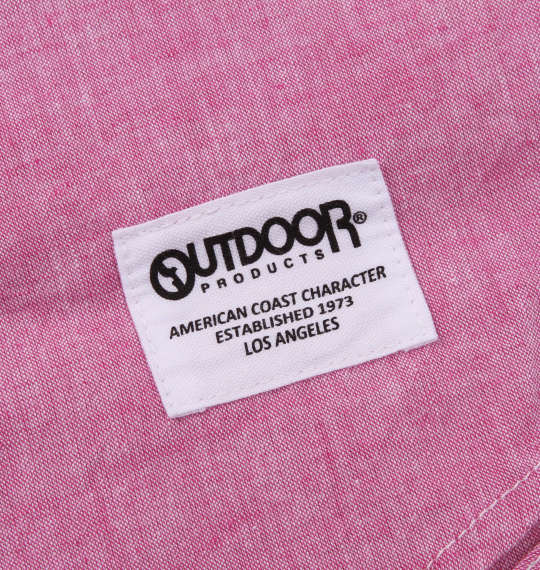 OUTDOOR®
PRODUCTS
AMERICAN COAST CHARACTER
ESTABLISHED 1973
LOS ANGELES